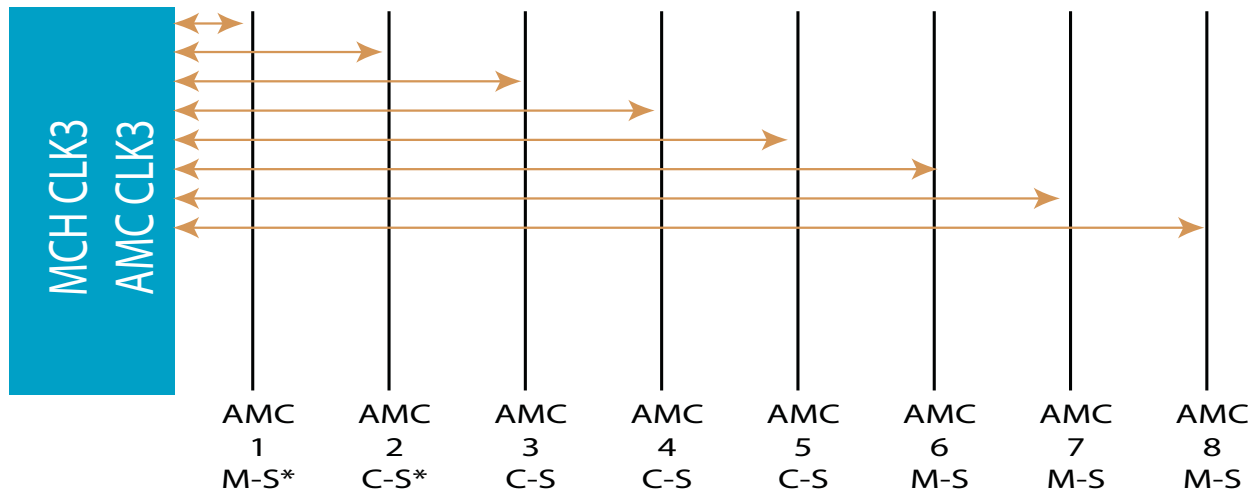 MCH CLK3
AMC CLK3
AMC AMC AMC AMC AMC AMC AMC AMC
1 2 3 4 5 6 7 8
M-S* C-S* C-S C-S C-S M-S M-S M-S